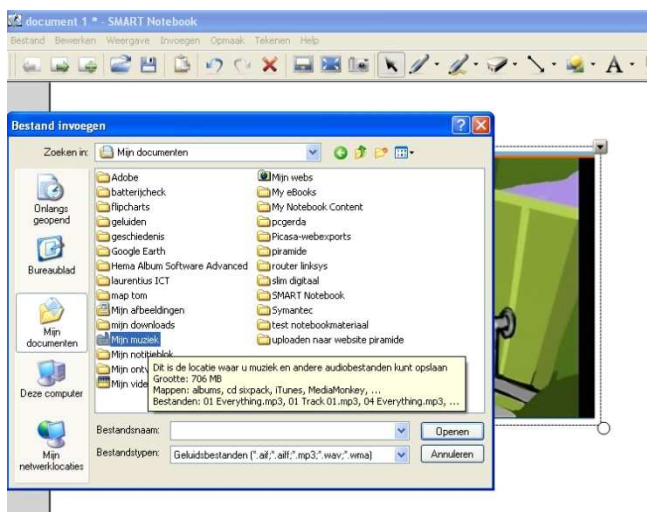 document 1 * - SMART Notebook
Bestand Bewerken Weergave Invoegen Opmaak Tekenen Help
A
Bestand invoegen
Zoeken in: Mijn documenten
Onlangs geopend
Bureaublad
Mijn documenten
Deze computer
Mijn netwerklocaties
Adobe
batterijcheck
flipcharts
geluiden
geschiedenis
Google Earth
Hema Album Software Advanced
laurentius ICT
map tom
Mijn afbeeldingen
mijn downloads
Mijn muziek
Mijn notitieblok
Mijn ontv
Mijn vide
Mijn webs
My eBooks
My Notebook Content
pcgerda
Picasa-webexports
piramide
router linksys
slim digitaal
SMART Notebook
Symantec
test notebookmateriaal
uploaden naar website piramide
Dit is de locatie waar u muziek en andere audiobestanden kunt opslaan
Grootte: 706 MB
Mappen: albums, cd sixpack, iTunes, MediaMonkey, ...
Bestanden: 01 Everything.mp3, 01 Track 01.mp3, 04 Everything.mp3, ...
Bestandsnaam:
Openen
Bestandstypen: Geluidsbestanden (*.aif;*.aiff;*.mp3;*.wav;*.wma)
Annuleren